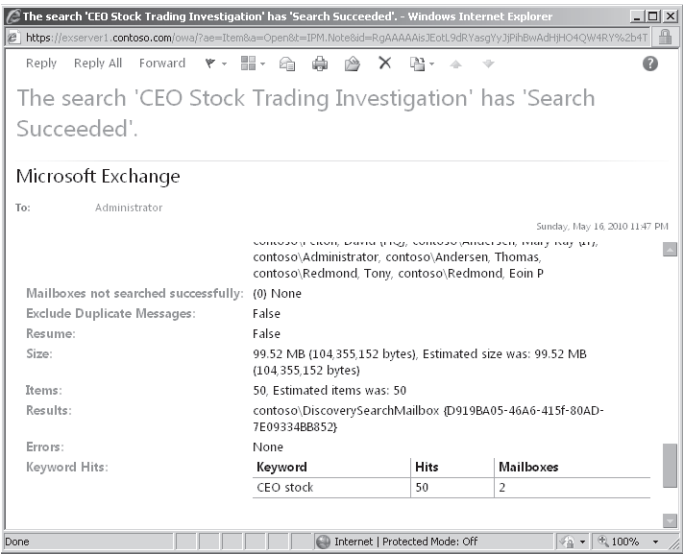 The search 'CEO Stock Trading Investigation' has 'Search Succeeded'. - Windows Internet Explorer
https://exserver1.contoso.com/owa/?ae=Item&a=Open&t=IPM.Note&id=RgAAAAAisJEotL9dRYasgYyJjPihBwAdHjHO4QW4RY%2b4T
Reply Reply All Forward
The search 'CEO Stock Trading Investigation' has 'Search
Succeeded'.
Microsoft Exchange
To: Administrator
Sunday, May 16, 2010 11:47 PM
contoso\Andersen, Mary Kay (IT),
contoso\Administrator, contoso\Andersen, Thomas,
contoso\Redmond, Tony, contoso\Redmond, Eoin P
Mailboxes not searched successfully: {0} None
Exclude Duplicate Messages: False
Resume: False
Size: 99.52 MB (104,355,152 bytes), Estimated size was: 99.52 MB
(104,355,152 bytes)
Items: 50, Estimated items was: 50
Results: contoso\DiscoverySearchMailbox {D919BA05-46A6-415f-80AD-
7E09334BB852}
Errors: None
Keyword Hits: Keyword Hits Mailboxes
CEO stock 50 2
Done Internet | Protected Mode: Off 100%